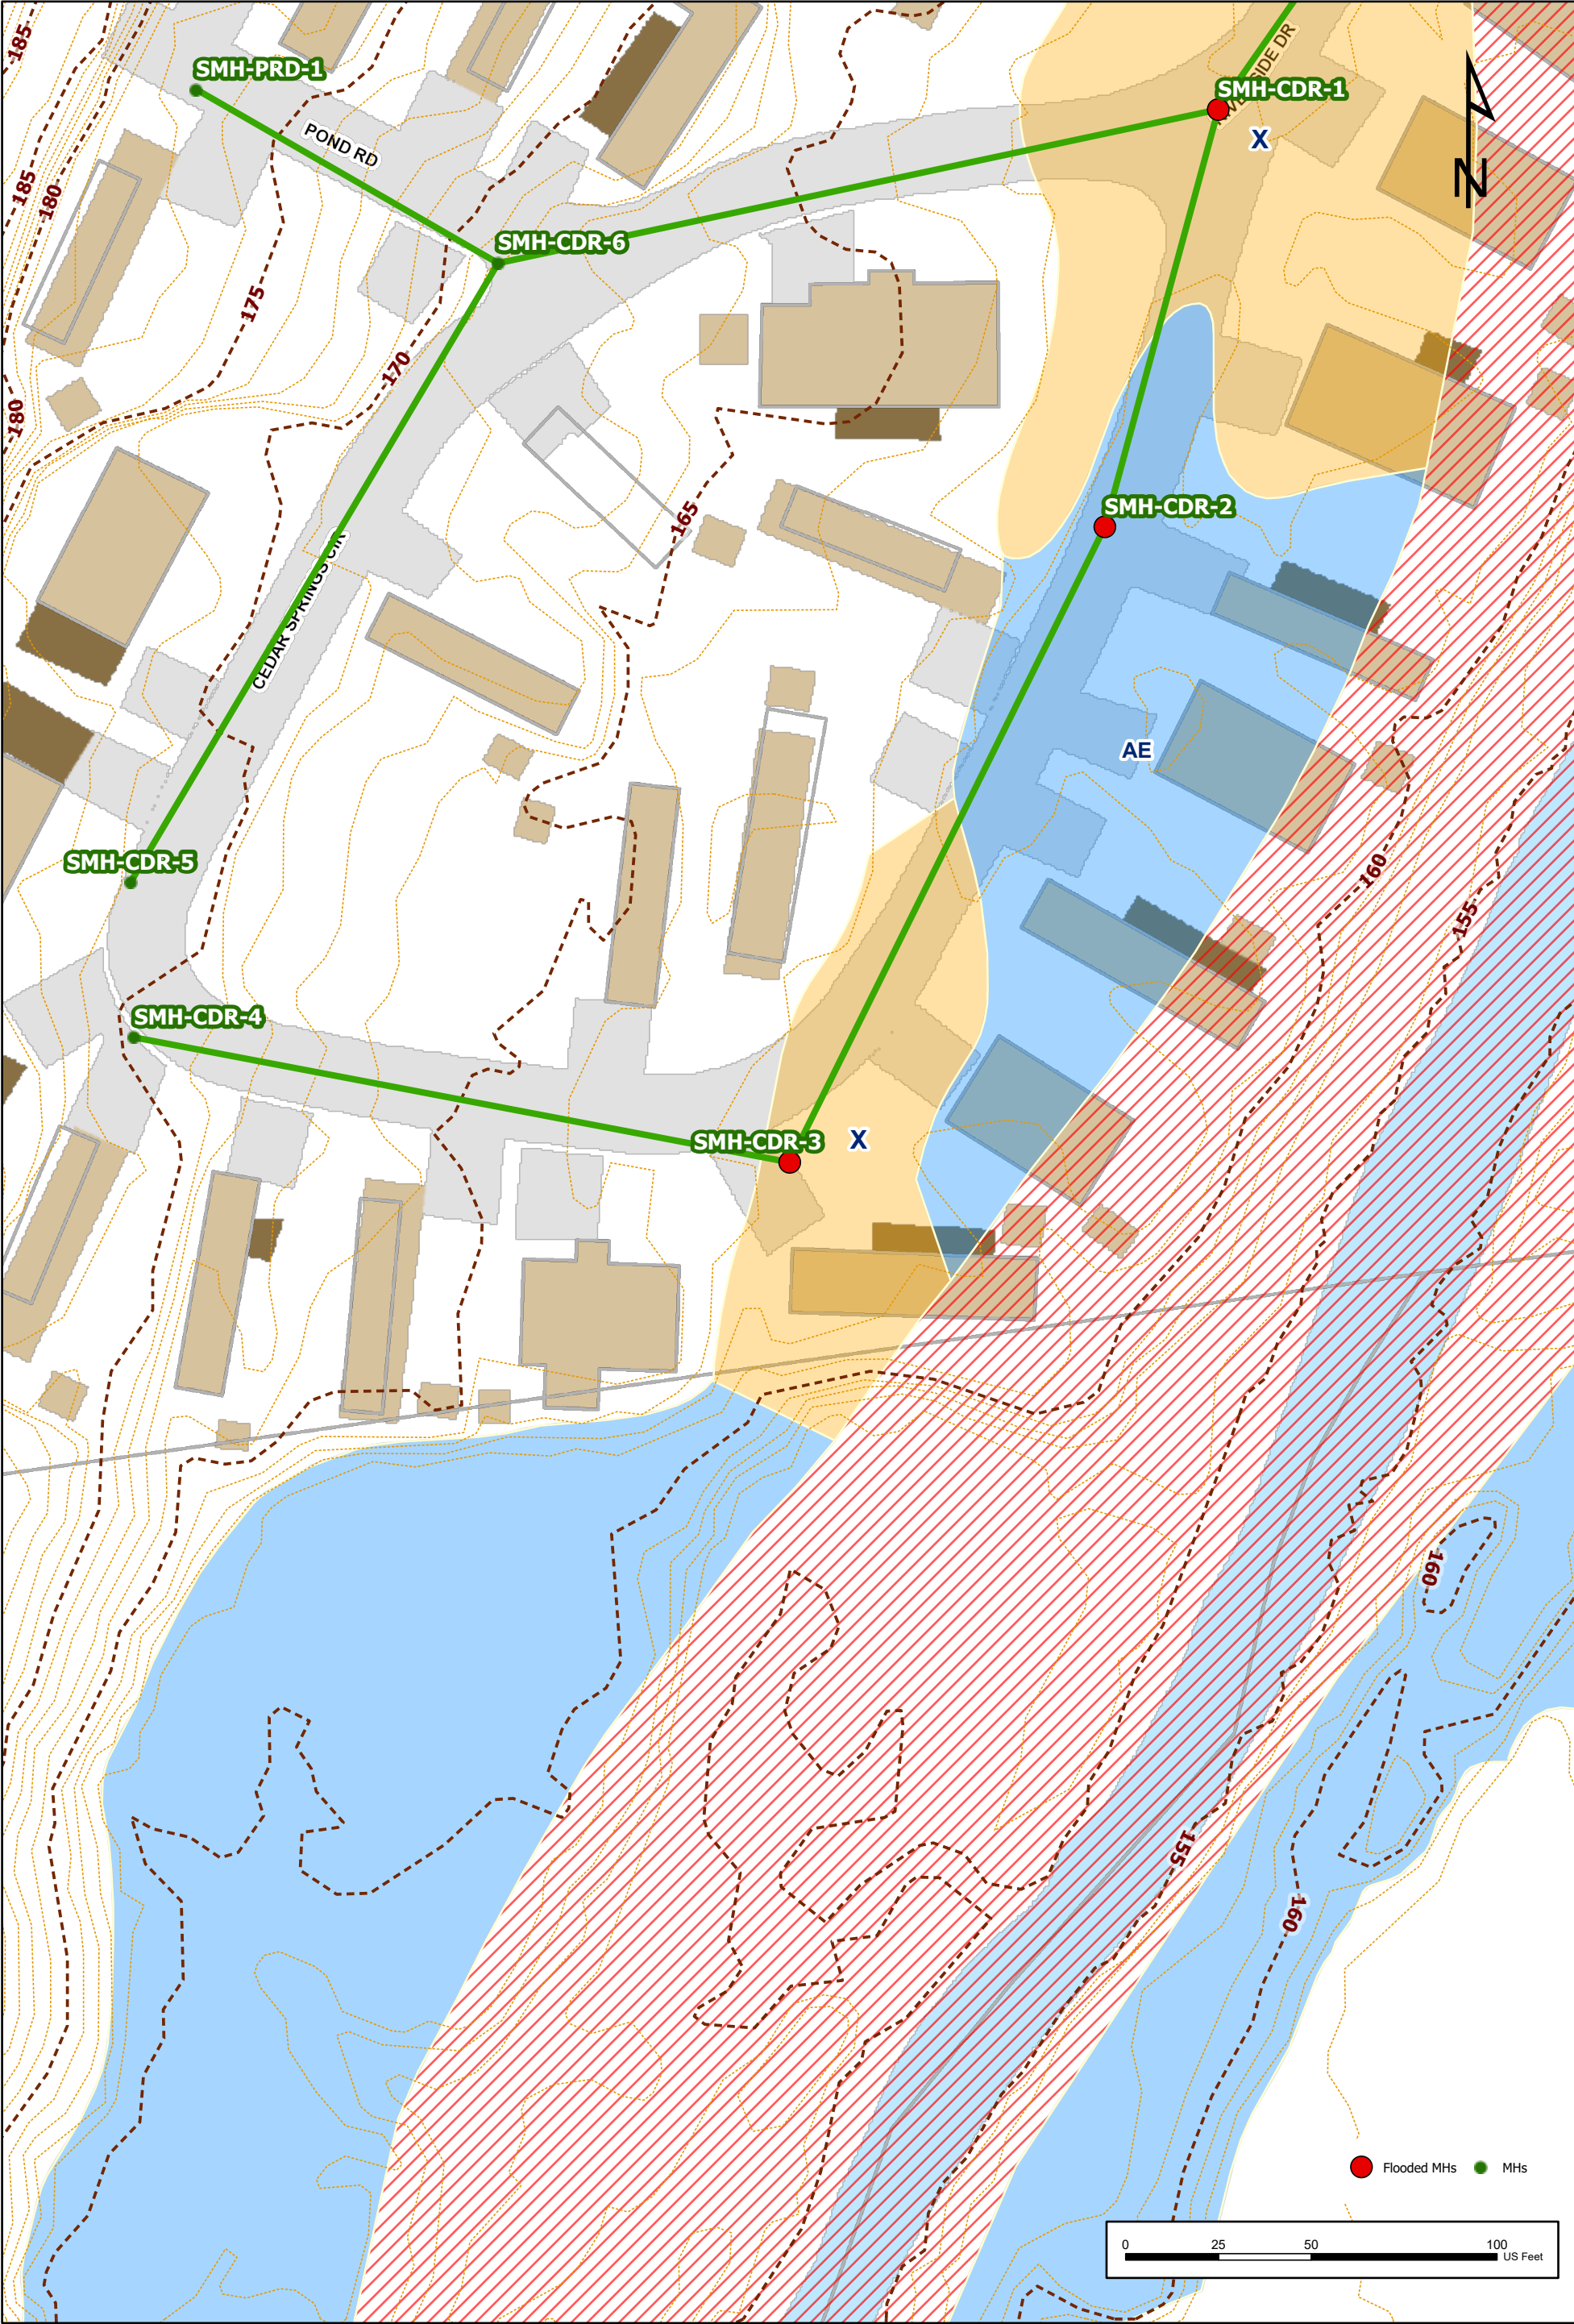 185
SMH-PRD-1
SMH-CDR-1
POND RD
X
N
185
180
SMH-CDR-6
175
170
180
SMH-CDR-2
165
CEDAR SPRINGS CIR
AE
SMH-CDR-5
160
155
SMH-CDR-4
SMH-CDR-3
X
160
155
160
Flooded MHs
MHs
0 25 50 100
US Feet